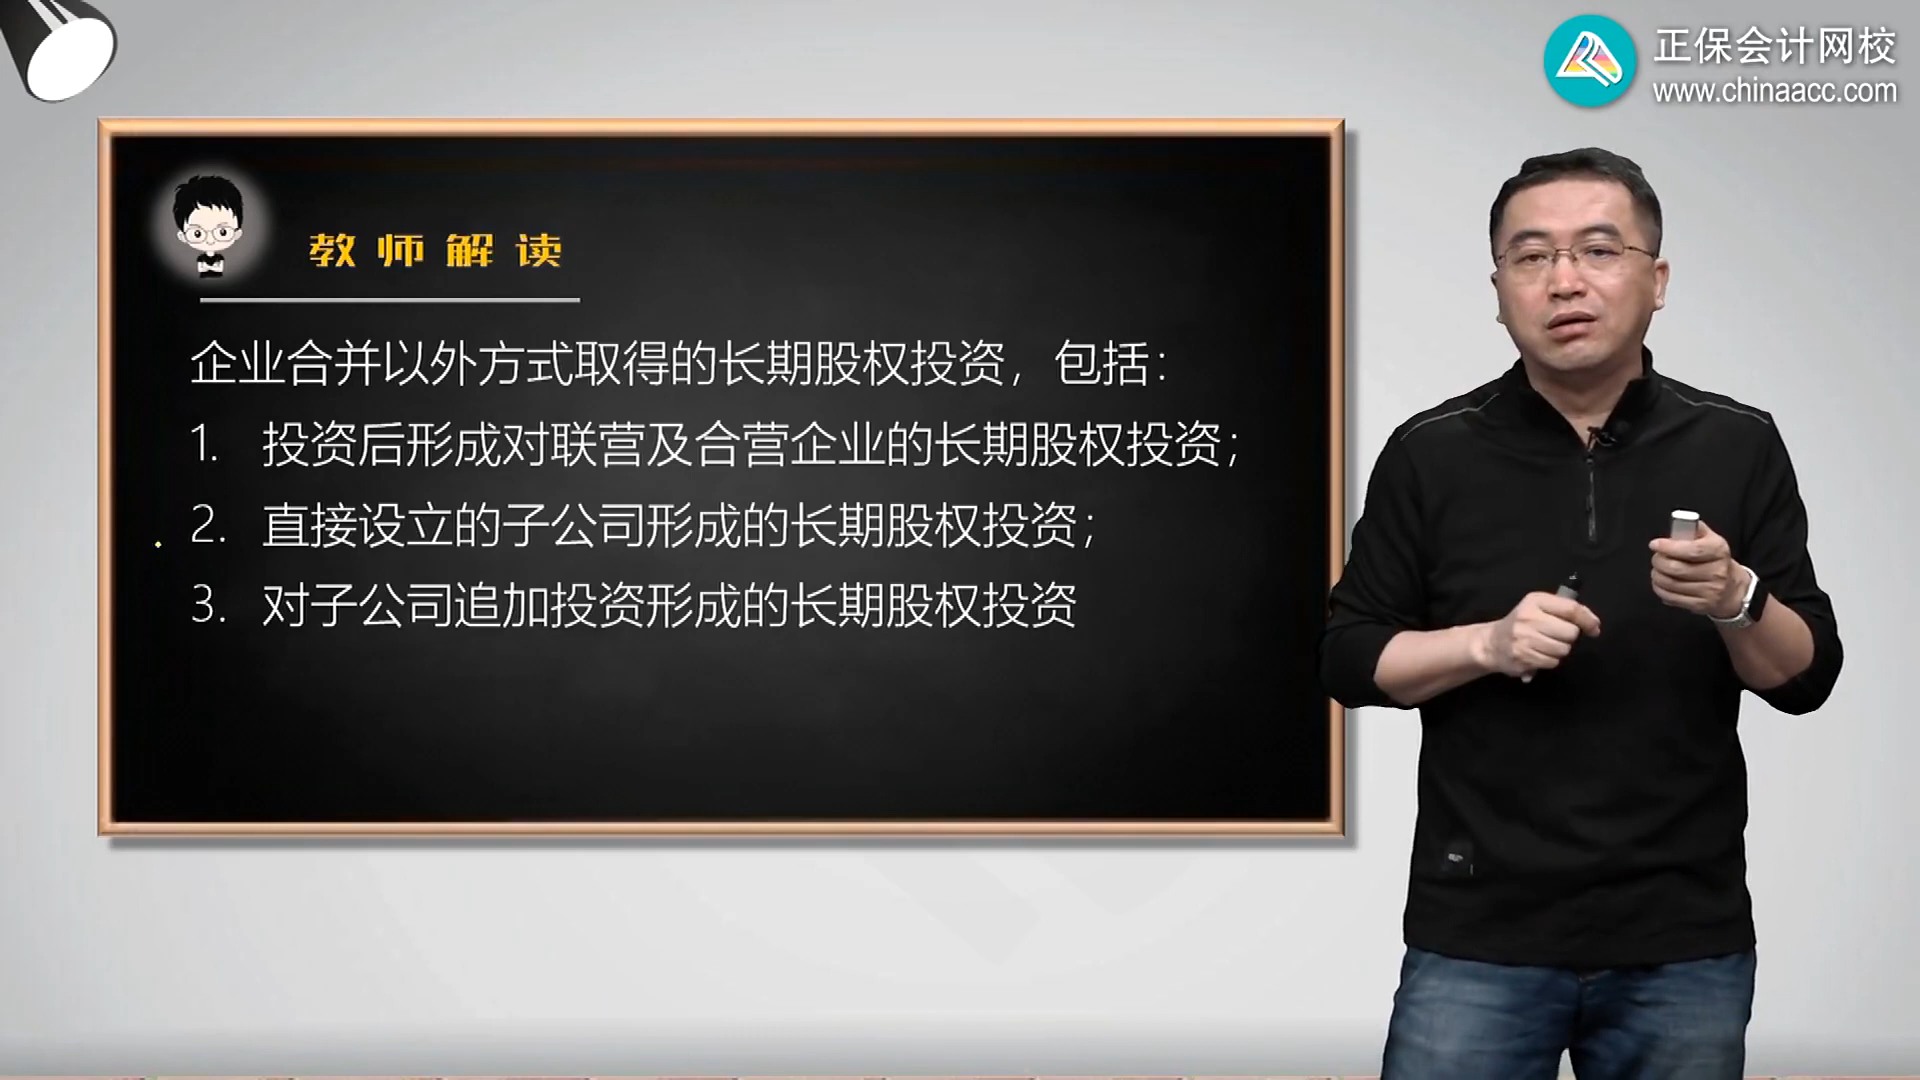 正保会计网校
www.chinaacc.com
教师解读
企业合并以外方式取得的长期股权投资，包括：
1. 投资后形成对联营及合营企业的长期股权投资；
2. 直接设立的子公司形成的长期股权投资；
3. 对子公司追加投资形成的长期股权投资